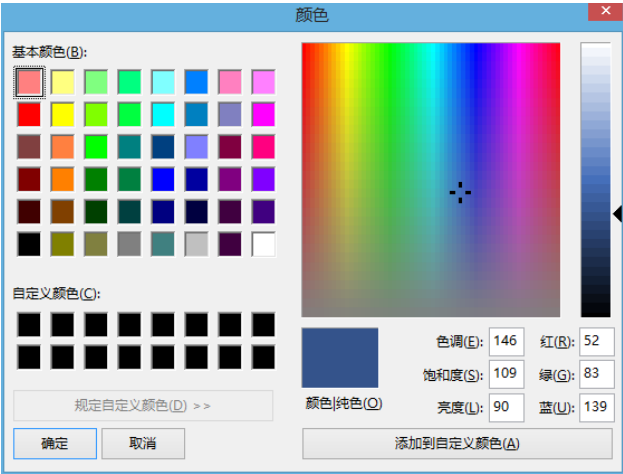 颜色
基本颜色(B):
自定义颜色(C):
规定自定义颜色(D) >>
确定 取消
颜色|纯色(O)
色调(E): 146 红(R): 52
饱和度(S): 109 绿(G): 83
亮度(L): 90 蓝(U): 139
添加到自定义颜色(A)